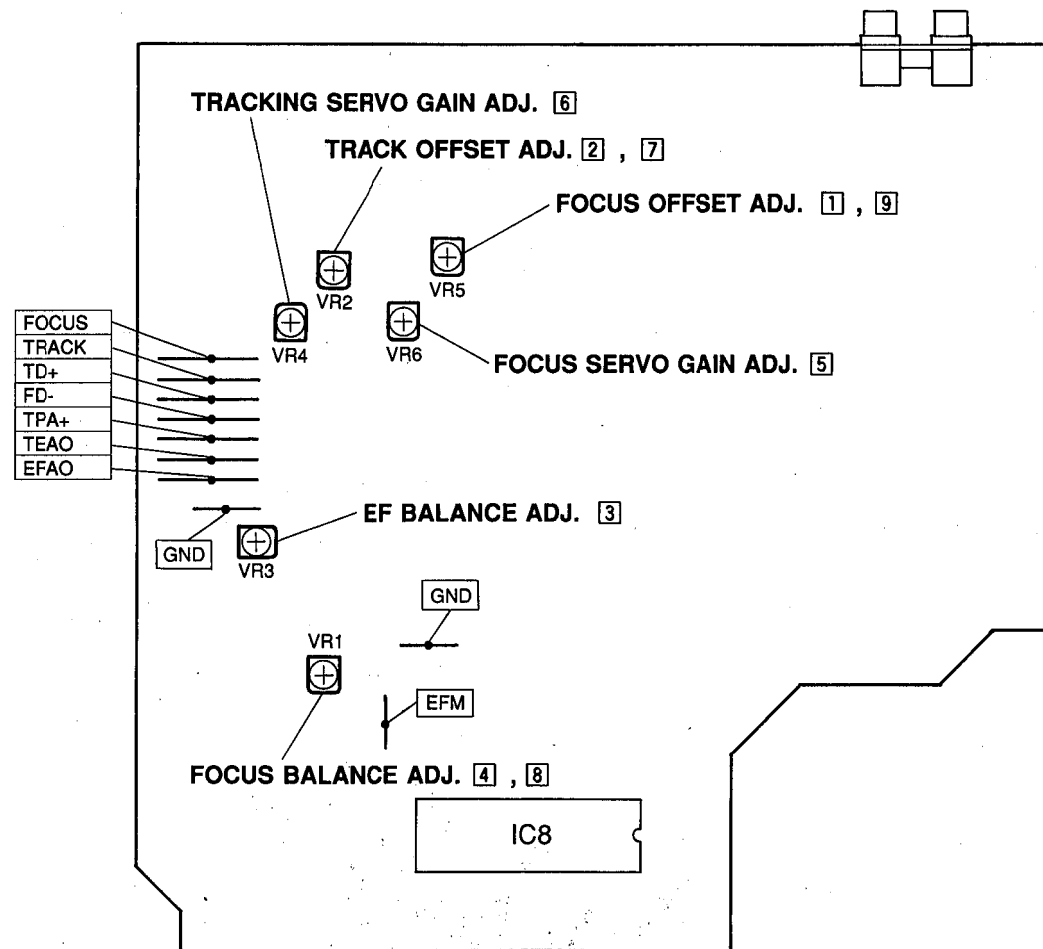 TRACKING SERVO GAIN ADJ. 6
TRACK OFFSET ADJ. 2 , 7
FOCUS OFFSET ADJ. 1 , 9
VR2
VR5
VR4
VR6
FOCUS SERVO GAIN ADJ. 5
FOCUS
TRACK
TD+
FD-
TPA+
TEAO
EFAO
EF BALANCE ADJ. 3
GND
VR3
GND
VR1
EFM
FOCUS BALANCE ADJ. 4 , 8
IC8